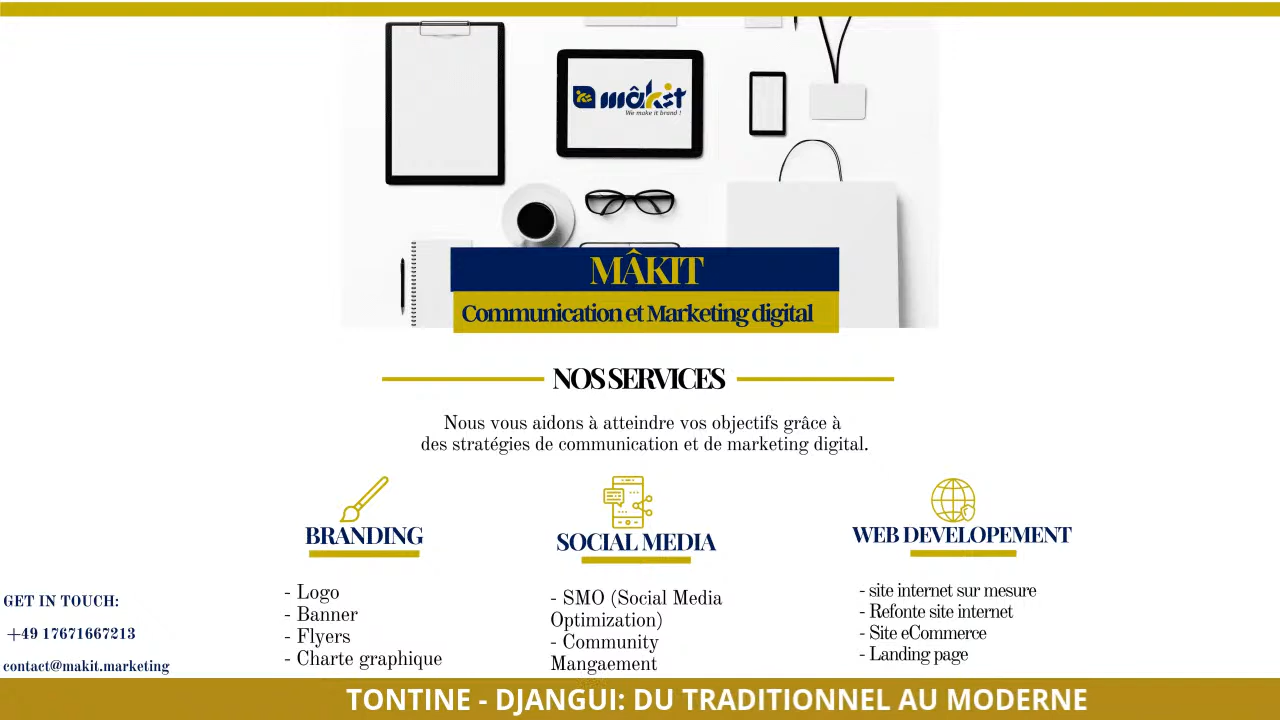 mâkit
We make it brand !
MÂKIT
Communication et Marketing digital
NOS SERVICES
Nous vous aidons à atteindre vos objectifs grâce à
des stratégies de communication et de marketing digital.
BRANDING
- Logo
- Banner
- Flyers
- Charte graphique
SOCIAL MEDIA
- SMO (Social Media
Optimization)
- Community
Mangaement
WEB DEVELOPEMENT
- site internet sur mesure
- Refonte site internet
- Site eCommerce
- Landing page
GET IN TOUCH:
+49 17671667213
contact@makit.marketing
TONTINE - DJANGUI: DU TRADITIONNEL AU MODERNE